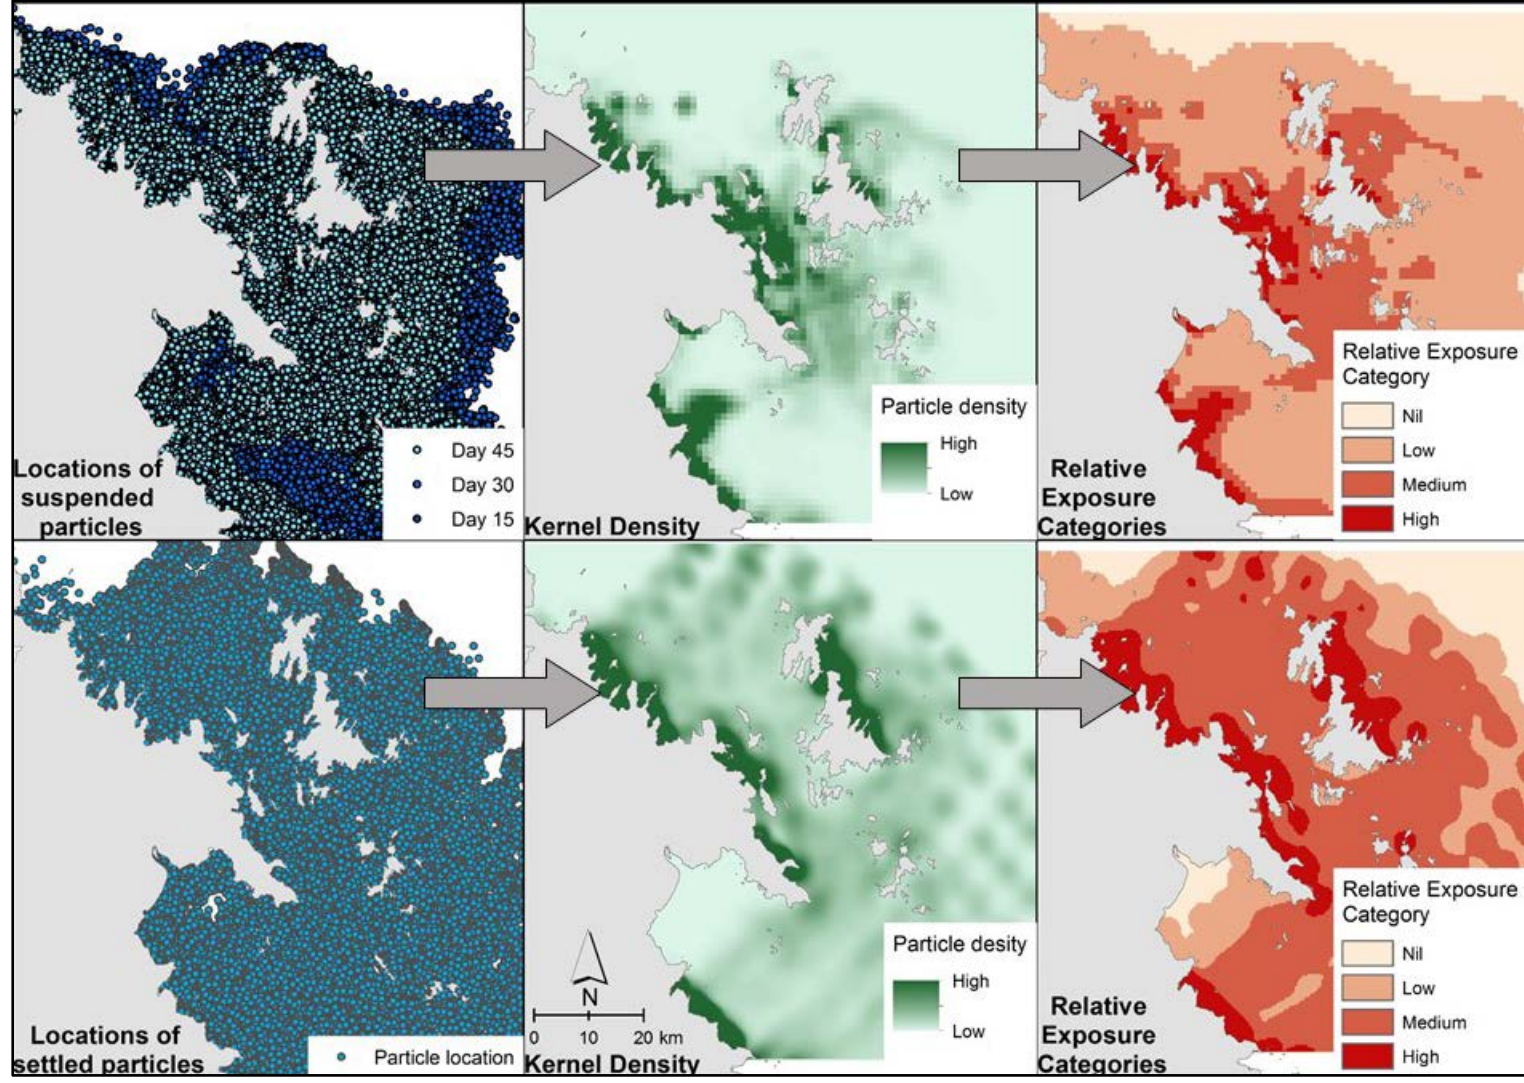 Day 45
Day 30
Day 15
Locations of
suspended
particles
Particle density
High
Low
Kernel Density
Relative Exposure
Category
Nil
Low
Medium
High
Relative
Exposure
Categories
Particle location
Locations of
settled particles
N
0 10 20 km
Particle desity
High
Low
Kernel Density
Relative Exposure
Category
Nil
Low
Medium
High
Relative
Exposure
Categories